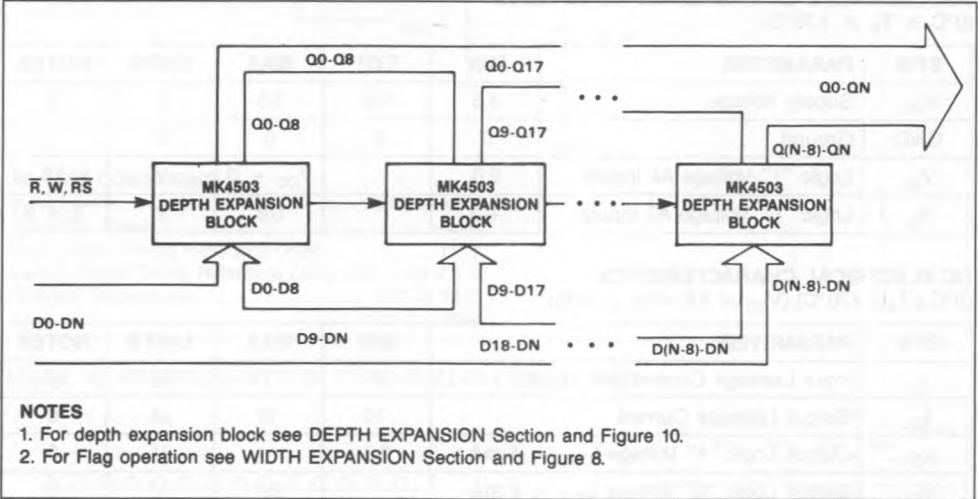 Q0-Q8
Q0-Q17
Q0-QN
Q0-Q8
Q9-Q17
Q(N-8)-QN
R, W, RS
MK4503
DEPTH EXPANSION
BLOCK
MK4503
DEPTH EXPANSION
BLOCK
MK4503
DEPTH EXPANSION
BLOCK
D0-D8
D9-D17
D(N-8)-DN
D0-DN
D9-DN
D18-DN
D(N-8)-DN
NOTES
1. For depth expansion block see DEPTH EXPANSION Section and Figure 10.
2. For Flag operation see WIDTH EXPANSION Section and Figure 8.